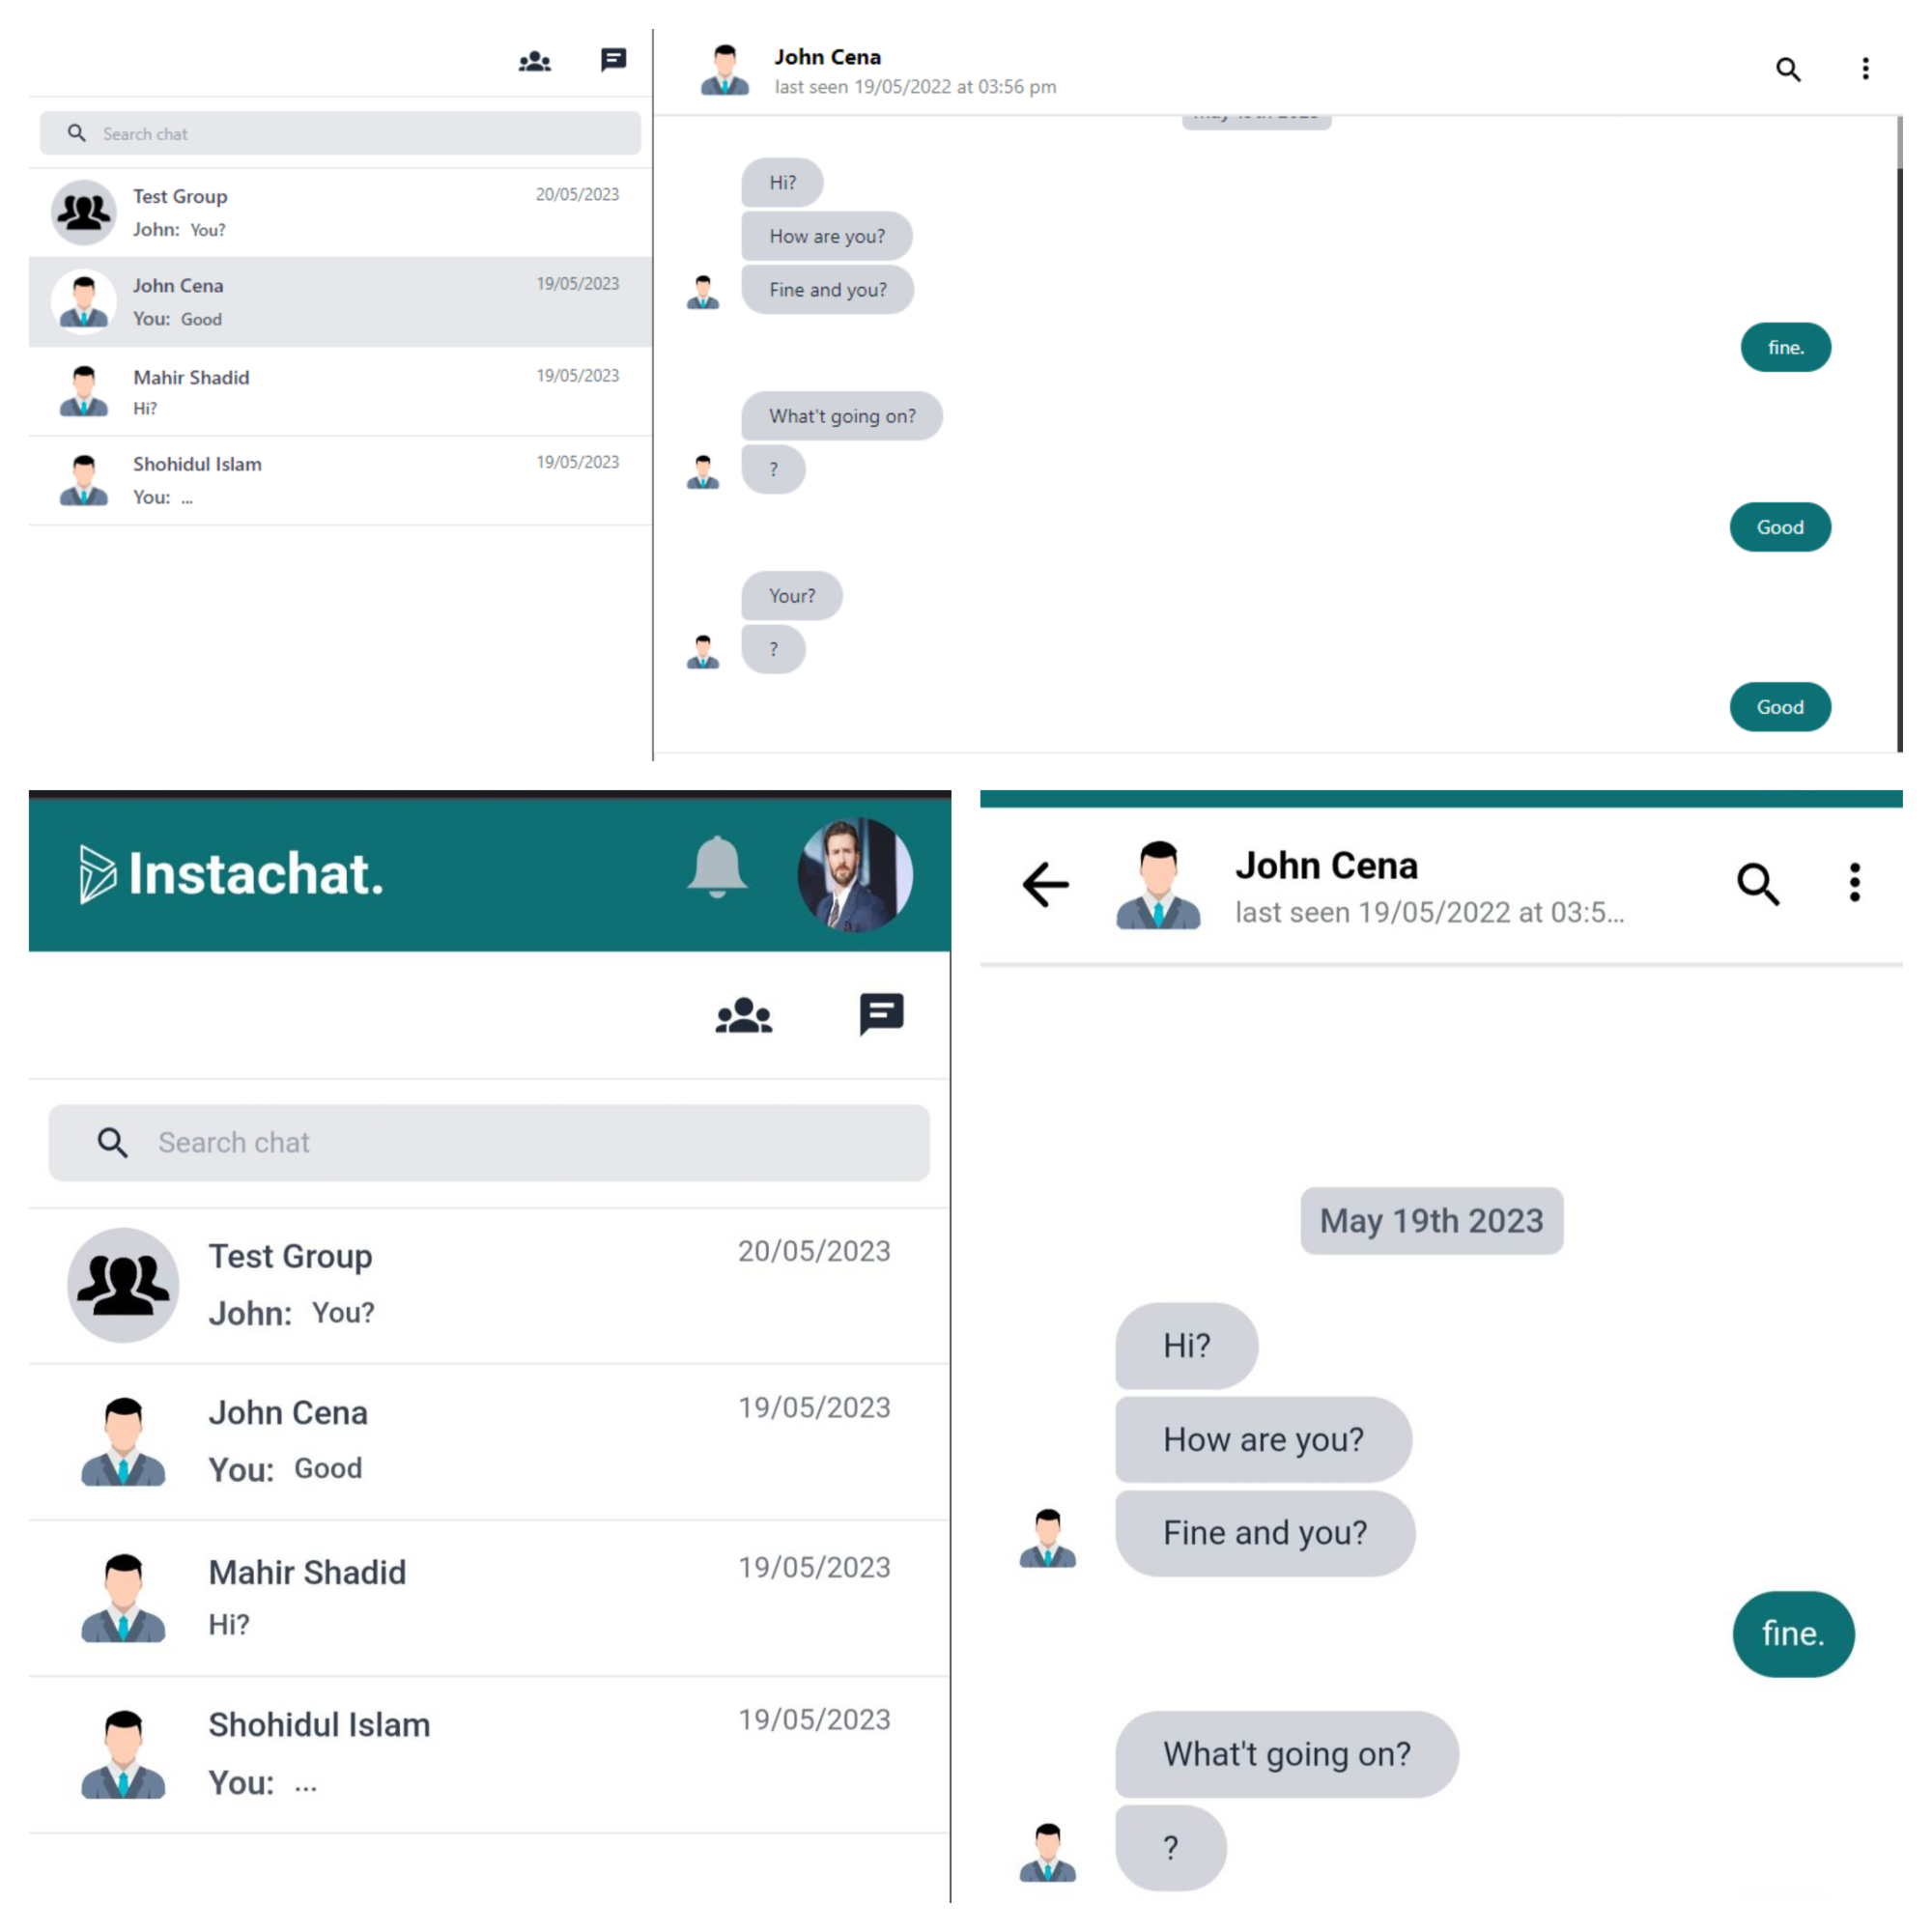 John Cena
last seen 19/05/2022 at 03:56 pm
Search chat
Test Group
20/05/2023
John: You?
John Cena
19/05/2023
You: Good
Mahir Shadid
19/05/2023
Hi?
Shohidul Islam
19/05/2023
You: ...
Hi?
How are you?
Fine and you?
fine.
What't going on?
?
Good
Your?
?
Good
Instachat.
Search chat
Test Group
20/05/2023
John: You?
John Cena
19/05/2023
You: Good
Mahir Shadid
19/05/2023
Hi?
Shohidul Islam
19/05/2023
You: ...
John Cena
last seen 19/05/2022 at 03:5...
May 19th 2023
Hi?
How are you?
Fine and you?
fine.
What't going on?
?